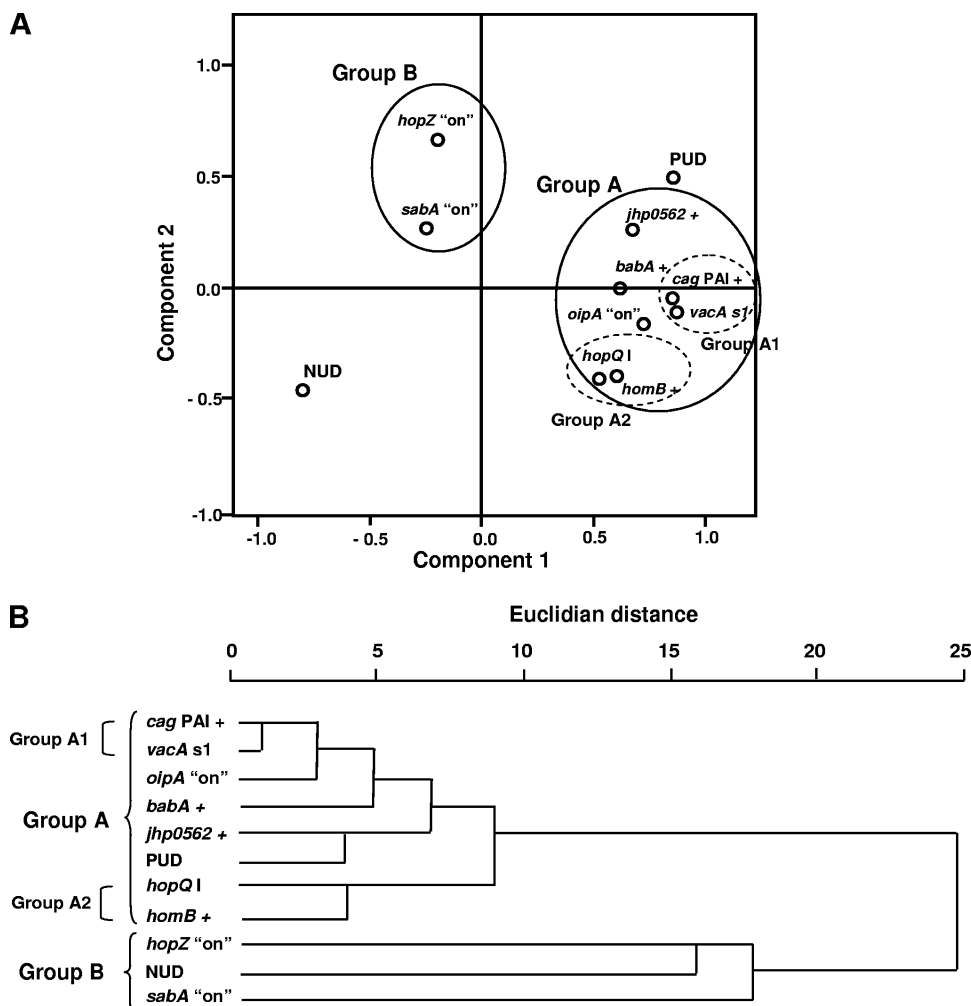 A
1.0
0.5
0.0
- 0.5
-1.0
Component 2
Group B
hopZ “on”
sabA “on”
NUD
PUD
Group A
jhp0562 +
babA +
cag PAI +
oipA “on”
vacA s1
Group A1
hopQ I
homB +
Group A2
-1.0
- 0.5
0.0
0.5
1.0
Component 1
B
Euclidian distance
0 5 10 15 20 25
Group A1
cag PAI +
vacA s1
oipA “on”
babA +
Group A
jhp0562 +
PUD
Group A2
hopQ I
homB +
Group B
hopZ “on”
NUD
sabA “on”